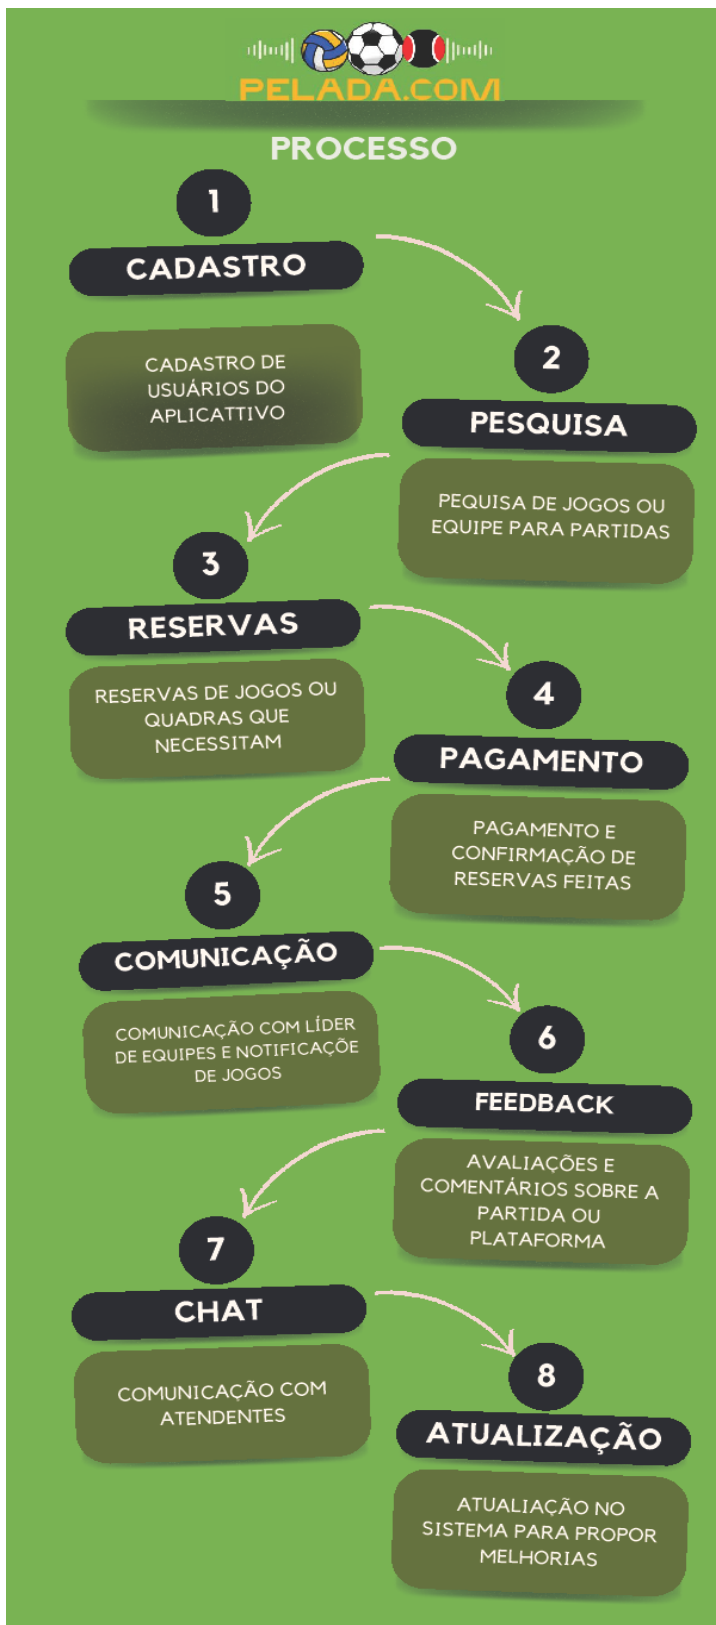 PELADA.COM
PROCESSO
1
CADASTRO
CADASTRO DE
USUÁRIOS DO
APLICATTIVO
2
PESQUISA
PEQUISA DE JOGOS OU
EQUIPE PARA PARTIDAS
3
RESERVAS
RESERVAS DE JOGOS OU
QUADRAS QUE
NECESSITAM
4
PAGAMENTO
PAGAMENTO E
CONFIRMAÇÃO DE
RESERVAS FEITAS
5
COMUNICAÇÃO
COMUNICAÇÃO COM LÍDER
DE EQUIPES E NOTIFICAÇÕE
DE JOGOS
6
FEEDBACK
AVALIAÇÕES E
COMENTÁRIOS SOBRE A
PARTIDA OU
PLATAFORMA
7
CHAT
COMUNICAÇÃO COM
ATENDENTES
8
ATUALIZAÇÃO
ATUALIAÇÃO NO
SISTEMA PARA PROPOR
MELHORIAS